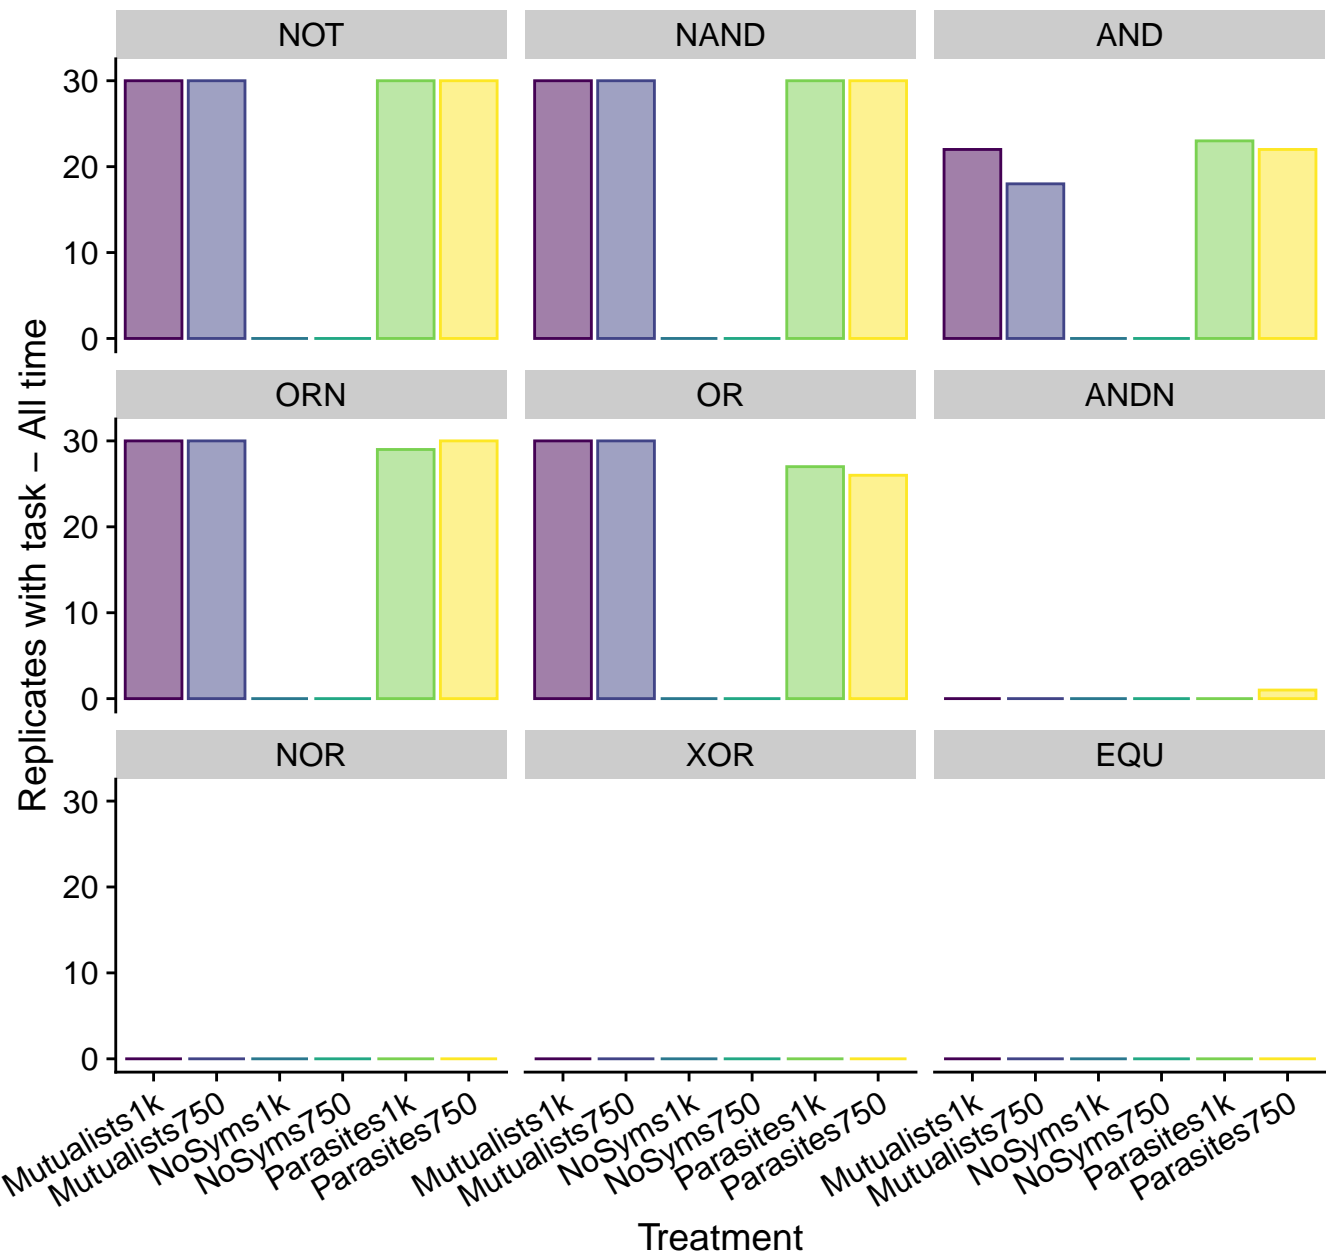 NOT NAND AND
30
20
10
0
ORN OR ANDN
30
20
10
0
NOR XOR EQU
30
20
10
0
Replicates with task – All time
Mutualists1k Mutualists750 NoSyms1k NoSyms750 Parasites1k Parasites750 Mutualists1k Mutualists750 NoSyms1k NoSyms750 Parasites1k Parasites750 Mutualists1k Mutualists750 NoSyms1k NoSyms750 Parasites1k Parasites750
Treatment